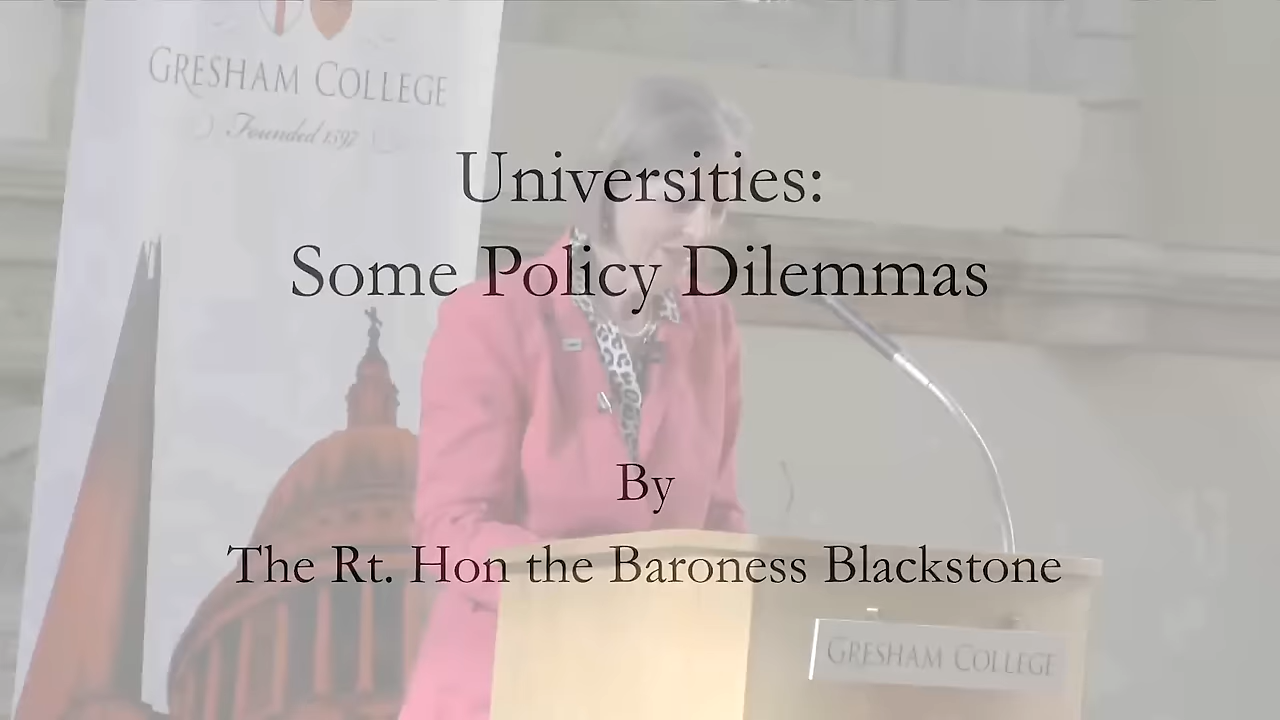 GRESHAM COLLEGE
Founded 1597
Universities:
Some Policy Dilemmas
By
The Rt. Hon the Baroness Blackstone
GRESHAM COLLEGE